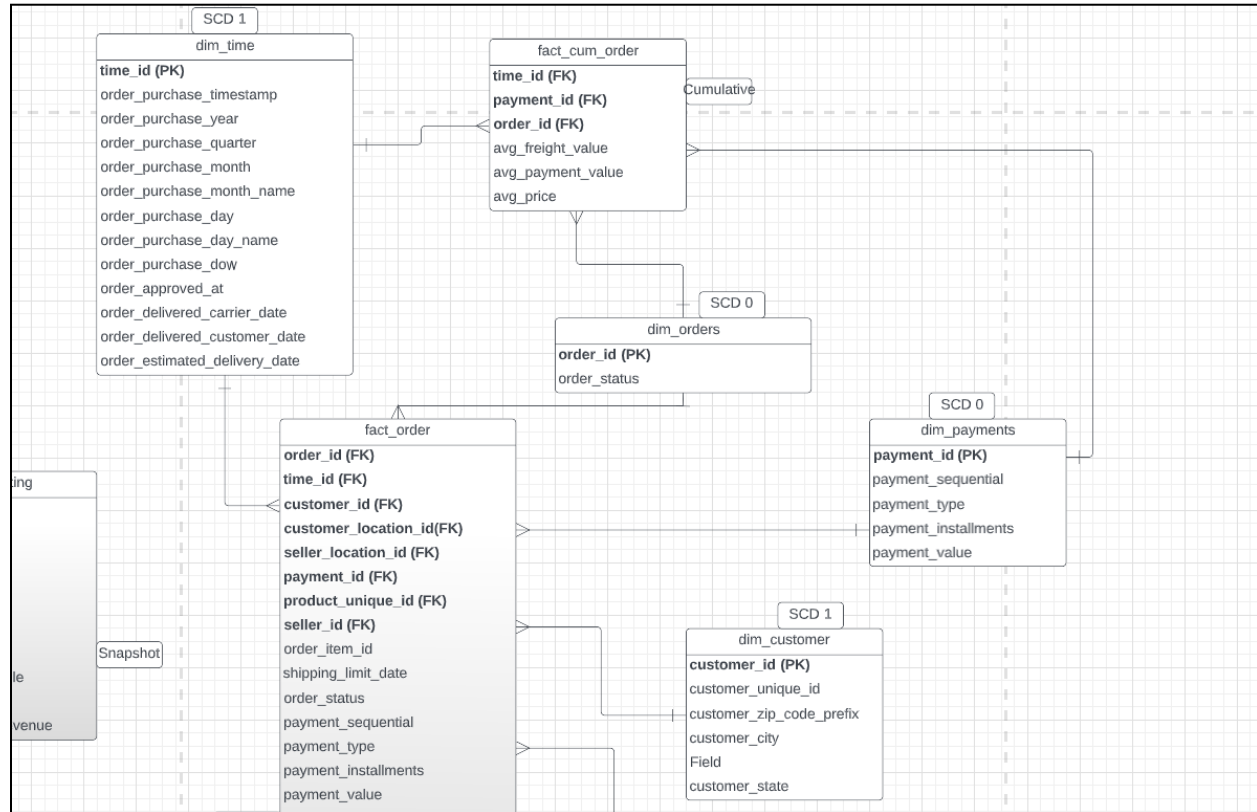 SCD 1
dim_time
time_id (PK)
order_purchase_timestamp
order_purchase_year
order_purchase_quarter
order_purchase_month
order_purchase_month_name
order_purchase_day
order_purchase_day_name
order_purchase_dow
order_approved_at
order_delivered_carrier_date
order_delivered_customer_date
order_estimated_delivery_date
fact_cum_order
time_id (FK)
payment_id (FK)
order_id (FK)
avg_freight_value
avg_payment_value
avg_price
Cumulative
SCD 0
dim_orders
order_id (PK)
order_status
SCD 0
dim_payments
payment_id (PK)
payment_sequential
payment_type
payment_installments
payment_value
fact_order
order_id (FK)
time_id (FK)
customer_id (FK)
customer_location_id(FK)
seller_location_id (FK)
payment_id (FK)
product_unique_id (FK)
seller_id (FK)
order_item_id
shipping_limit_date
order_status
payment_sequential
payment_type
payment_installments
payment_value
ing
le
venue
Snapshot
SCD 1
dim_customer
customer_id (PK)
customer_unique_id
customer_zip_code_prefix
customer_city
Field
customer_state